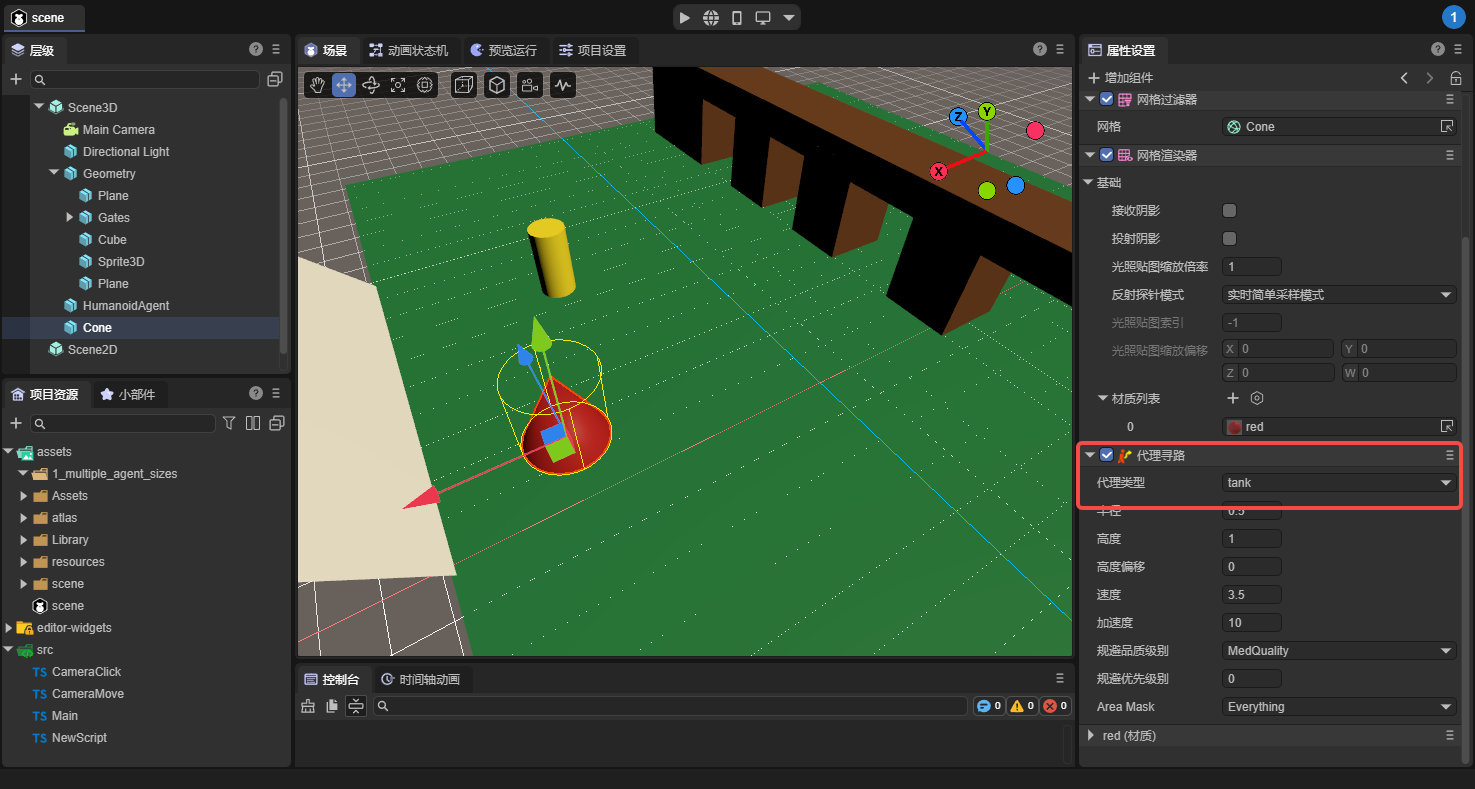 scene
1
层级
Scene3D
Main Camera
Directional Light
Geometry
Plane
Gates
Cube
Sprite3D
Plane
HumanoidAgent
Cone
Scene2D
项目资源
小部件
assets
1_multiple_agent_sizes
Assets
atlas
Library
resources
scene
scene
editor-widgets
src
TS CameraClick
TS CameraMove
TS Main
TS NewScript
场景
动画状态机
预览运行
项目设置
Z
Y
X
控制台
时间轴动画
0 0 0
属性设置
增加组件
网格过滤器
网格 Cone
网格渲染器
基础
接收阴影
投射阴影
光照贴图缩放倍率 1
反射探针模式 实时简单采样模式
光照贴图索引 -1
光照贴图缩放偏移 X 0 Y 0
Z 0 W 0
材质列表
0 red
代理寻路
代理类型 tank
半径 0.5
高度 1
高度偏移 0
速度 3.5
加速度 10
规避品质级别 MedQuality
规避优先级别 0
Area Mask Everything
red (材质)